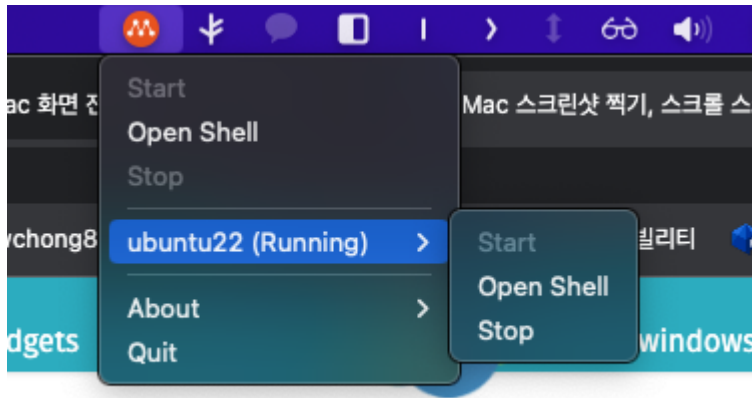 Start
Open Shell
Stop
ubuntu22 (Running)
About
Quit
Start
Open Shell
Stop
ac 화면 전
Mac 스크린샷 찍기, 스크롤 스
chong8
빌리티
dgets
windows